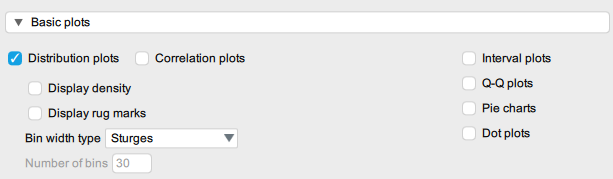 Basic plots
Distribution plots
Correlation plots
Display density
Display rug marks
Bin width type Sturges
Number of bins 30
Interval plots
Q-Q plots
Pie charts
Dot plots